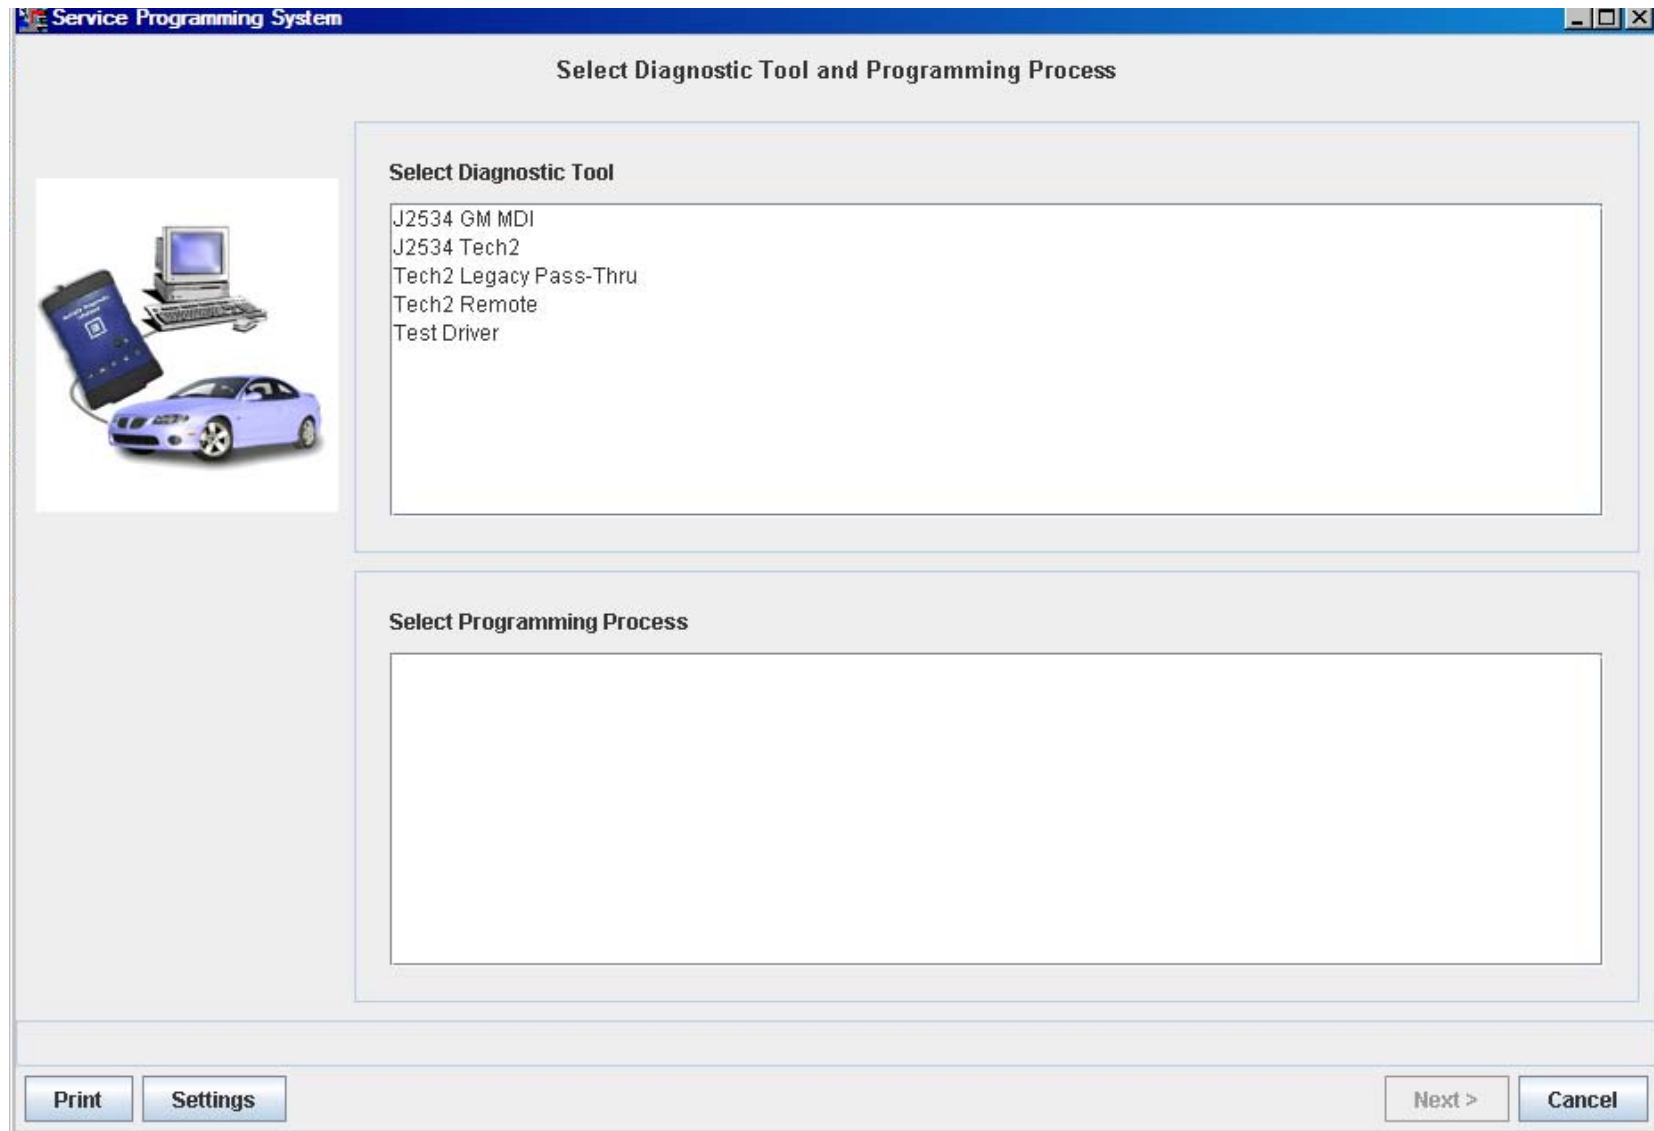 Service Programming System
Select Diagnostic Tool and Programming Process
Select Diagnostic Tool
J2534 GM MDI
J2534 Tech2
Tech2 Legacy Pass-Thru
Tech2 Remote
Test Driver
Select Programming Process
Print Settings Next > Cancel